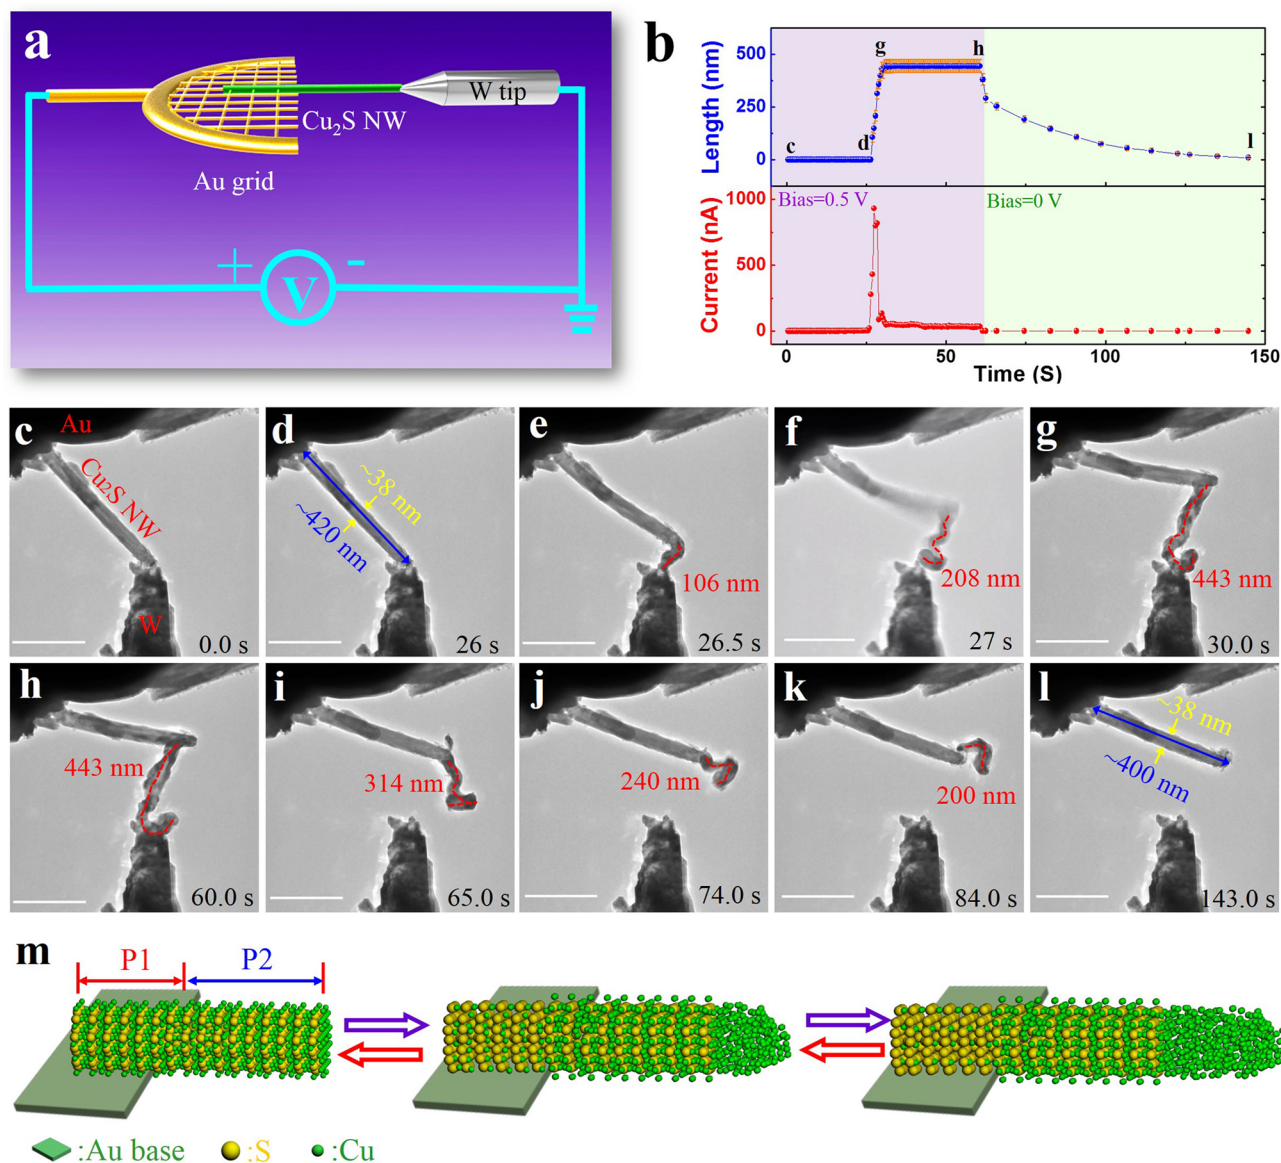 a
W tip
Cu₂S NW
Au grid
+
-
V
b
g
h
500
250
0
c
d
l
Length (nm)
Bias=0.5 V
Bias=0 V
1000
500
0
Current (nA)
0
50
100
150
Time (S)
c
Au
Cu₂S NW
W
0.0 s
d
~38 nm
~420 nm
26 s
e
106 nm
26.5 s
f
208 nm
27 s
g
443 nm
30.0 s
h
443 nm
60.0 s
i
314 nm
65.0 s
j
240 nm
74.0 s
k
200 nm
84.0 s
l
~38 nm
~400 nm
143.0 s
m
P1
P2
:Au base
:S
:Cu